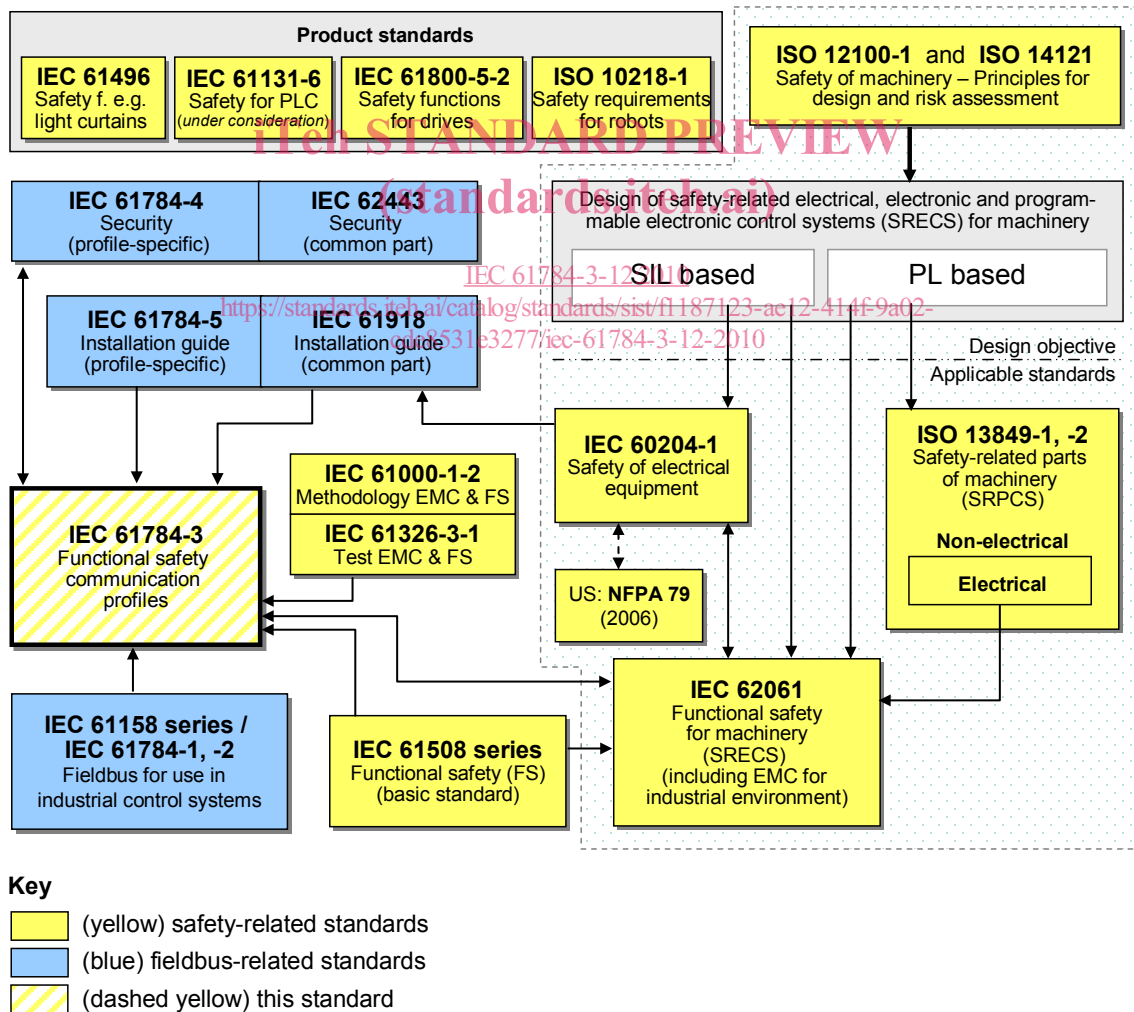 Product standards
IEC 61496
Safety f. e.g.
light curtains
IEC 61131-6
Safety for PLC
(under consideration)
IEC 61800-5-2
Safety functions
for drives
ISO 10218-1
Safety requirements
for robots
ISO 12100-1 and ISO 14121
Safety of machinery – Principles for
design and risk assessment
iTeh STANDARD PREVIEW
(standards.iteh.ai)
IEC 61784-4
Security
(profile-specific)
IEC 62443
Security
(common part)
Design of safety-related electrical, electronic and program-
mable electronic control systems (SRECS) for machinery
SIL based
PL based
IEC 61784-3-12:2010
https://standards.iteh.ai/catalog/standards/sist/f1187123-ae12-414f-9a02-
cde8531e3277/iec-61784-3-12-2010
IEC 61784-5
Installation guide
(profile-specific)
IEC 61918
Installation guide
(common part)
Design objective
Applicable standards
IEC 60204-1
Safety of electrical
equipment
ISO 13849-1, -2
Safety-related parts
of machinery
(SRPCS)
Non-electrical
Electrical
IEC 61000-1-2
Methodology EMC & FS
IEC 61326-3-1
Test EMC & FS
IEC 61784-3
Functional safety
communication
profiles
US: NFPA 79
(2006)
IEC 62061
Functional safety
for machinery
(SRECS)
(including EMC for
industrial environment)
IEC 61158 series /
IEC 61784-1, -2
Fieldbus for use in
industrial control systems
IEC 61508 series
Functional safety (FS)
(basic standard)
Key
(yellow) safety-related standards
(blue) fieldbus-related standards
(dashed yellow) this standard